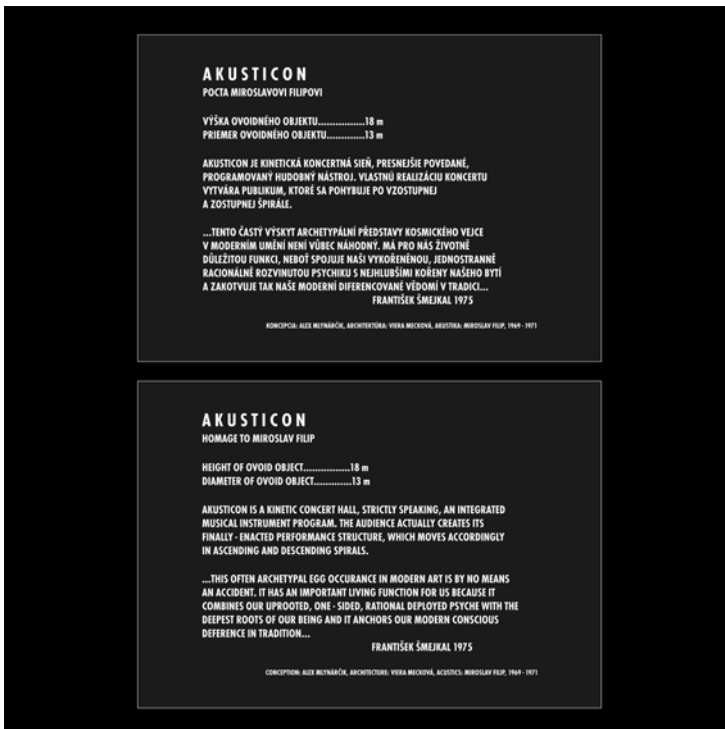 AKUSTICON
POCTA MIROSLAVOVI FILIPOVI
VÝŠKA OVOIDNÉHO OBJEKTU.................18 m
PRIEMER OVOIDNÉHO OBJEKTU..............13 m
AKUSTICON JE KINETICKÁ KONCERTNÁ SIEŇ, PRESNEJŠIE POVEDANÉ,
PROGRAMOVANÝ HUDOBNÝ NÁSTROJ. VLASTNÚ REALIZÁCIU KONCERTU
VYTVÁRA PUBLIKUM, KTORÉ SA POHYBUJE PO VZOSTUPNEJ
A ZOSTUPNEJ ŠPIRÁLE.
...TENTO ČASTÝ VÝSKYT ARCHETYPÁLNÍ PŘEDSTAVY KOSMICKÉHO VEJCE
V MODERNÍM UMĚNÍ NENÍ VŮBEC NÁHODNÝ. MÁ PRO NÁS ŽIVOTNĚ
DŮLEŽITOU FUNKCI, NEBOŤ SPOJUJE NAŠI VYKOŘENĚNOU, JEDNOSTRANNĚ
RACIONÁLNĚ ROZVINUTOU PSYCHIKU S NEJHLUBŠÍMI KOŘENY NAŠEHO BYTÍ
A ZAKOTVUJE TAK NAŠE MODERNÍ DIFERENCOVANÉ VĚDOMÍ V TRADICI...
FRANTIŠEK ŠMEJKAL 1975
KONCEPCIA: ALEX MLYNÁRČIK, ARCHITEKTÚRA: VIERA MECKOVÁ, AKUSTIKA: MIROSLAV FILIP, 1969 - 1971
AKUSTICON
HOMAGE TO MIROSLAV FILIP
HEIGHT OF OVOID OBJECT.................18 m
DIAMETER OF OVOID OBJECT..............13 m
AKUSTICON IS A KINETIC CONCERT HALL, STRICTLY SPEAKING, AN INTEGRATED
MUSICAL INSTRUMENT PROGRAM. THE AUDIENCE ACTUALLY CREATES ITS
FINALLY - ENACTED PERFORMANCE STRUCTURE, WHICH MOVES ACCORDINGLY
IN ASCENDING AND DESCENDING SPIRALS.
...THIS OFTEN ARCHETYPAL EGG OCCURANCE IN MODERN ART IS BY NO MEANS
AN ACCIDENT. IT HAS AN IMPORTANT LIVING FUNCTION FOR US BECAUSE IT
COMBINES OUR UPROOTED, ONE - SIDED, RATIONAL DEPLOYED PSYCHE WITH THE
DEEPEST ROOTS OF OUR BEING AND IT ANCHORS OUR MODERN CONSCIOUS
DEFERENCE IN TRADITION...
FRANTIŠEK ŠMEJKAL 1975
CONCEPTION: ALEX MLYNÁRČIK, ARCHITECTURE: VIERA MECKOVÁ, ACUSTICS: MIROSLAV FILIP, 1969 - 1971